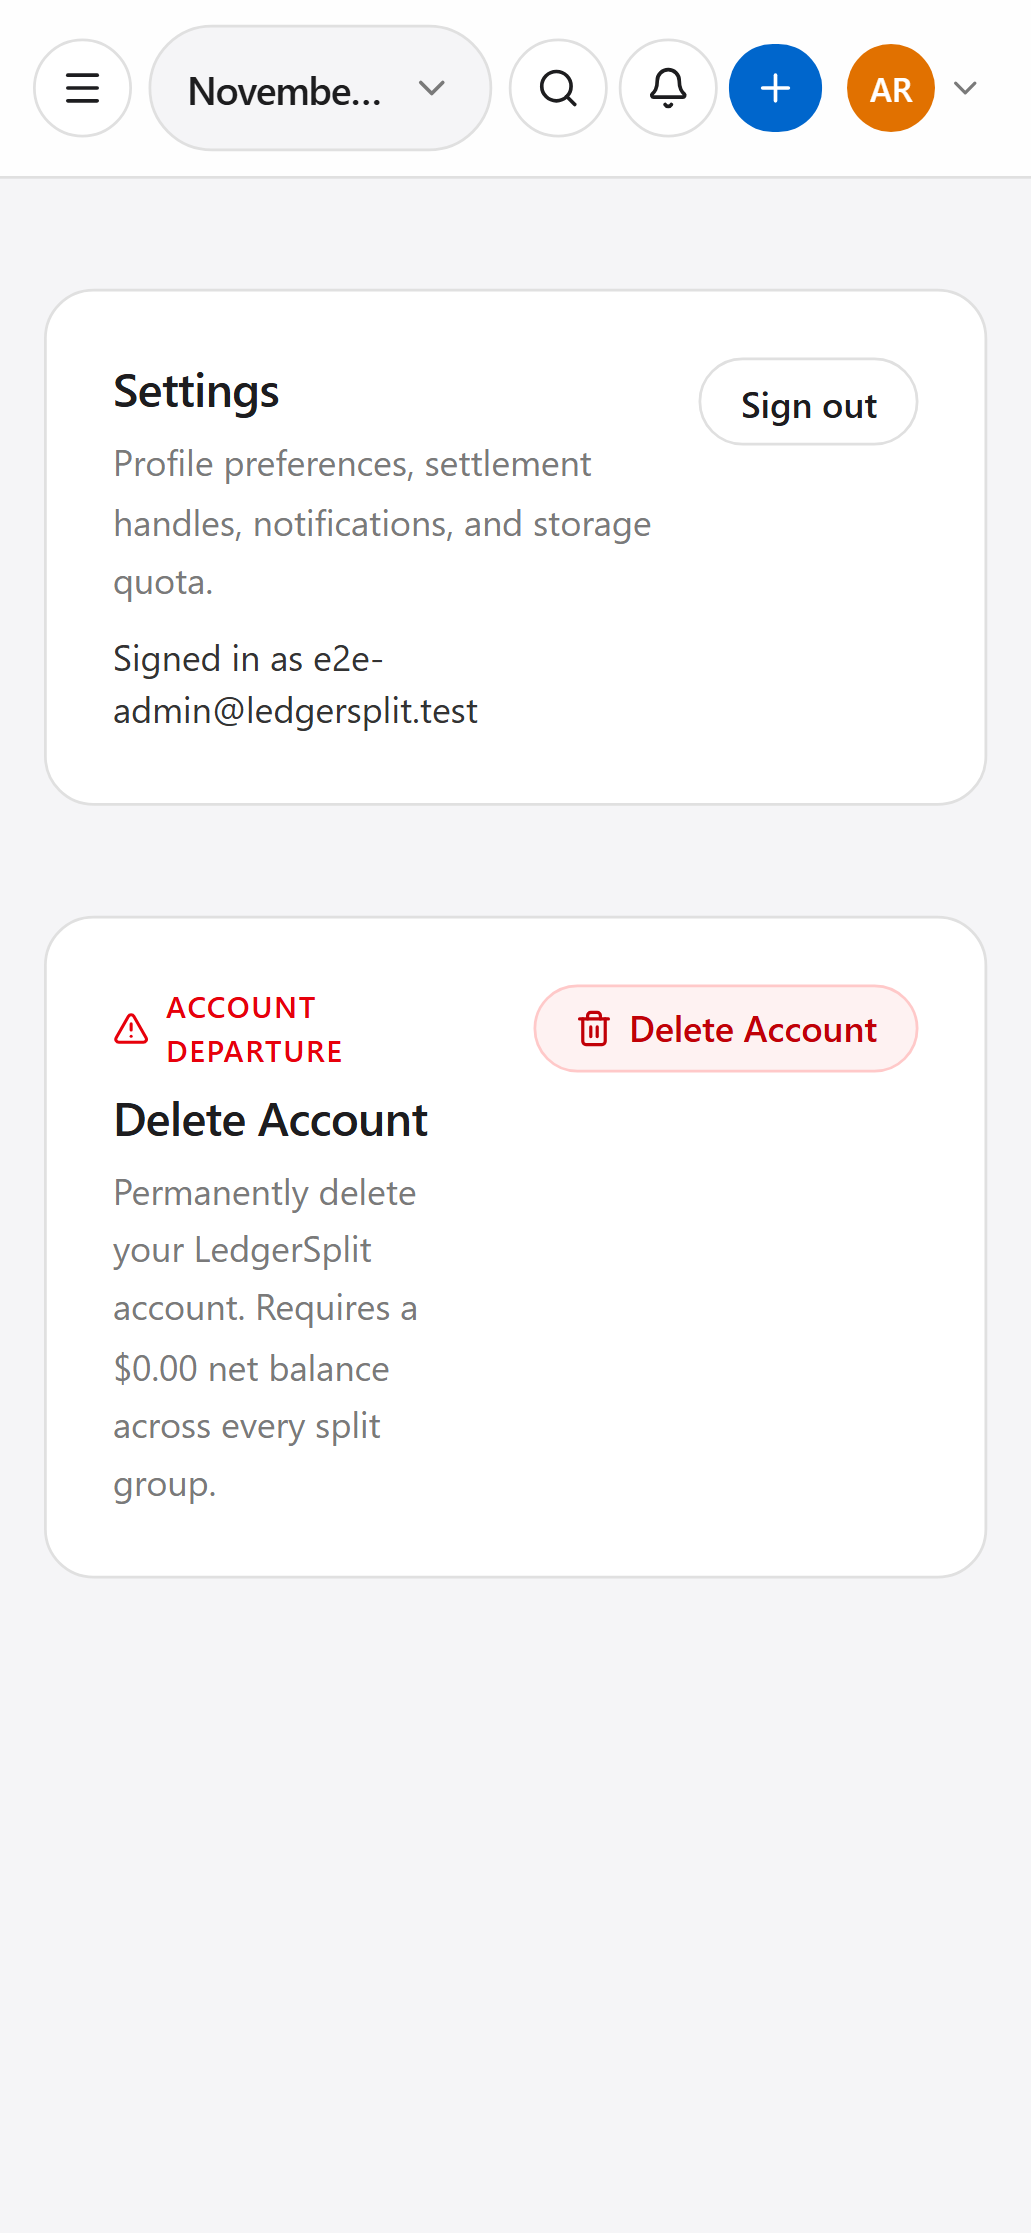 Novembe...
AR
Settings
Sign out
Profile preferences, settlement
handles, notifications, and storage
quota.
Signed in as e2e-
admin@ledgersplit.test
ACCOUNT
DEPARTURE
Delete Account
Delete Account
Permanently delete
your LedgerSplit
account. Requires a
$0.00 net balance
across every split
group.